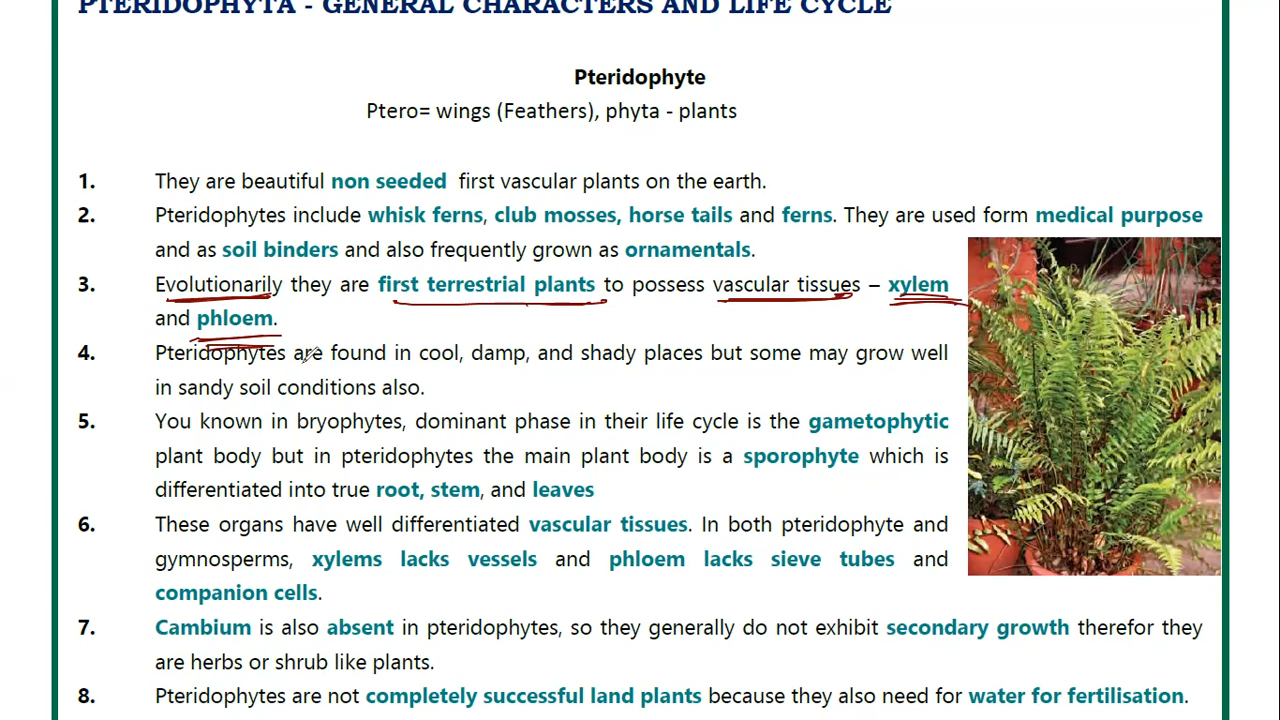 PTERIDOPHYTA - GENERAL CHARACTERS AND LIFE CYCLE
Pteridophyte
Ptero= wings (Feathers), phyta - plants
1. They are beautiful non seeded first vascular plants on the earth.
2. Pteridophytes include whisk ferns, club mosses, horse tails and ferns. They are used form medical purpose
and as soil binders and also frequently grown as ornamentals.
3. Evolutionarily they are first terrestrial plants to possess vascular tissues – xylem
and phloem.
4. Pteridophytes are found in cool, damp, and shady places but some may grow well
in sandy soil conditions also.
5. You known in bryophytes, dominant phase in their life cycle is the gametophytic
plant body but in pteridophytes the main plant body is a sporophyte which is
differentiated into true root, stem, and leaves
6. These organs have well differentiated vascular tissues. In both pteridophyte and
gymnosperms, xylems lacks vessels and phloem lacks sieve tubes and
companion cells.
7. Cambium is also absent in pteridophytes, so they generally do not exhibit secondary growth therefor they
are herbs or shrub like plants.
8. Pteridophytes are not completely successful land plants because they also need for water for fertilisation.